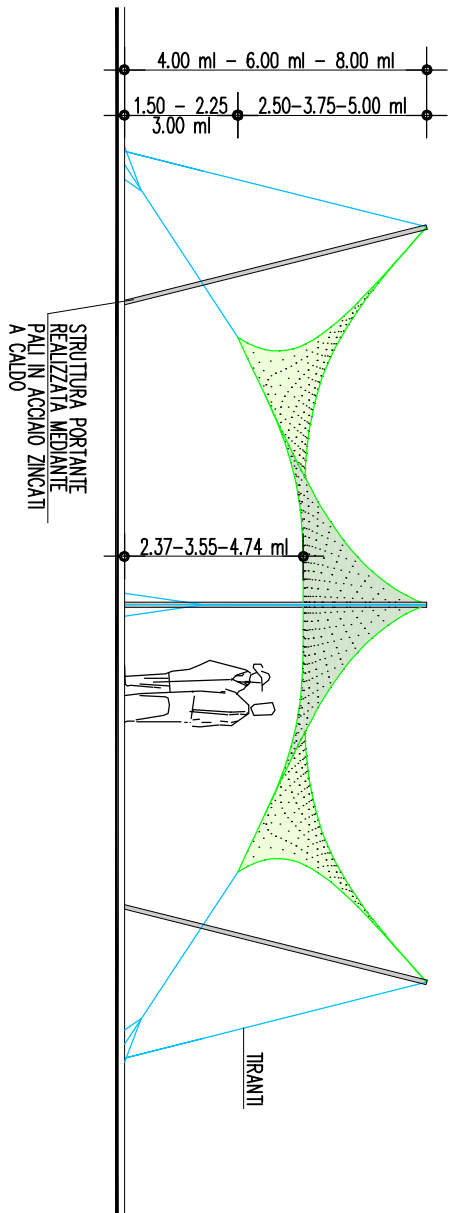 4.00 ml - 6.00 ml - 8.00 ml
1.50 - 2.25
3.00 ml
2.50-3.75-5.00 ml
2.37-3.55-4.74 ml
STRUTTURA PORTANTE
REALIZZATA MEDIANTE
PALI IN ACCIAIO ZINCATI
A CALDO
TIRANTI